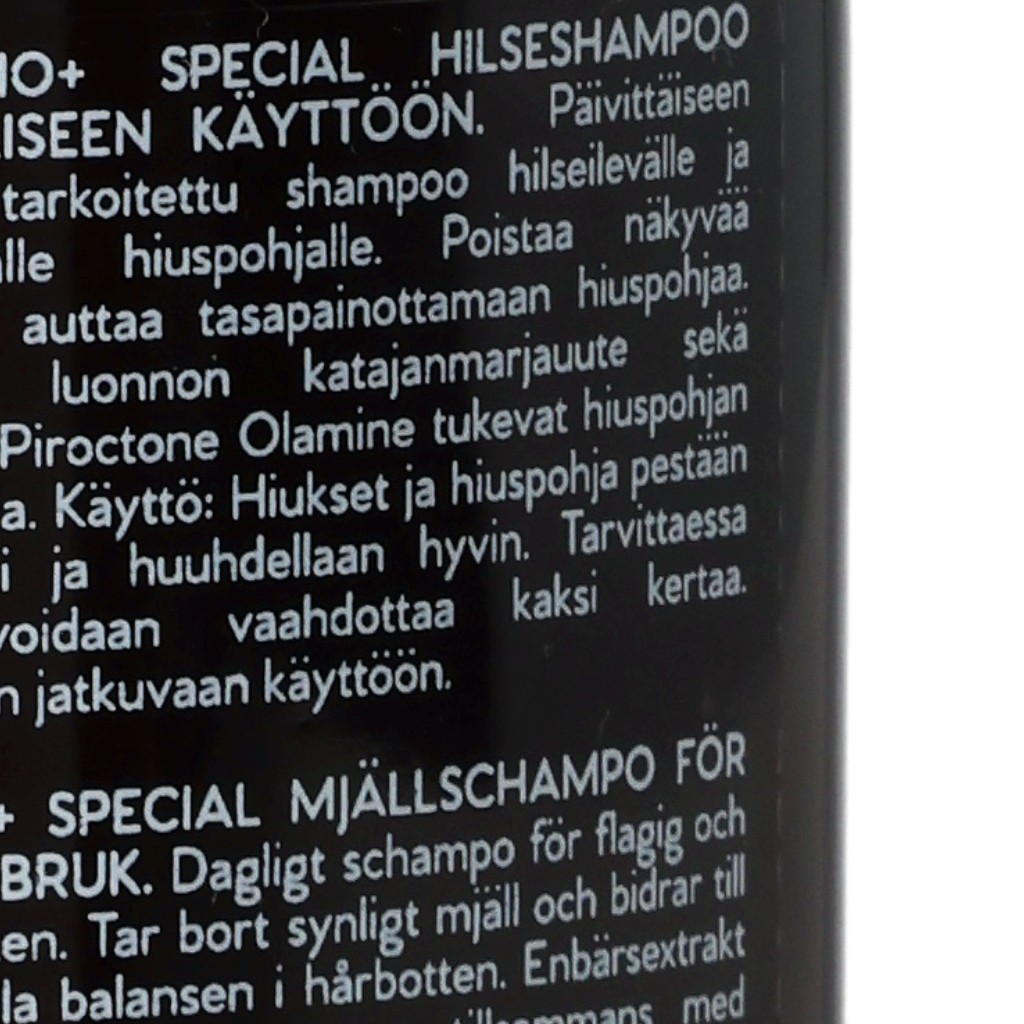 IO+ SPECIAL HILSESHAMPOO
ISEEN KÄYTTÖÖN. Päivittäiseen
tarkoitettu shampoo hilseilevälle ja
lle hiuspohjalle. Poistaa näkyvää
auttaa tasapainottamaan hiuspohjaa.
luonnon katajanmarjauute sekä
Piroctone Olamine tukevat hiuspohjan
a. Käyttö: Hiukset ja hiuspohja pestään
i ja huuhdellaan hyvin. Tarvittaessa
voidaan vaahdottaa kaksi kertaa.
n jatkuvaan käyttöön.
+ SPECIAL MJÄLLSCHAMPO FÖR
BRUK. Dagligt schampo för flagig och
en. Tar bort synligt mjäll och bidrar till
la balansen i hårbotten. Enbärsextrakt
med